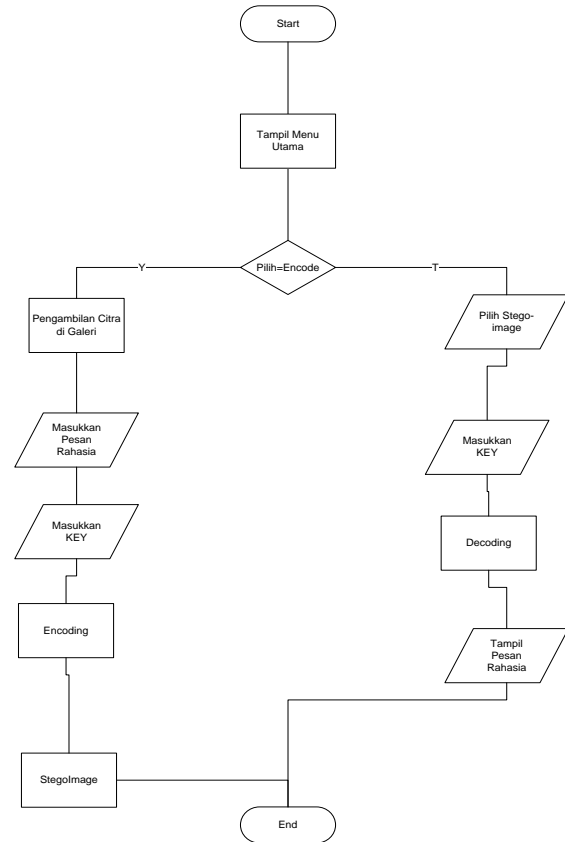 Start
Tampil Menu
Utama
Pilih=Encode
Y
T
Pengambilan Citra
di Galeri
Pilih Stego-
image
Masukkan
Pesan
Rahasia
Masukkan
KEY
Masukkan
KEY
Decoding
Encoding
Tampil
Pesan
Rahasia
StegoImage
End